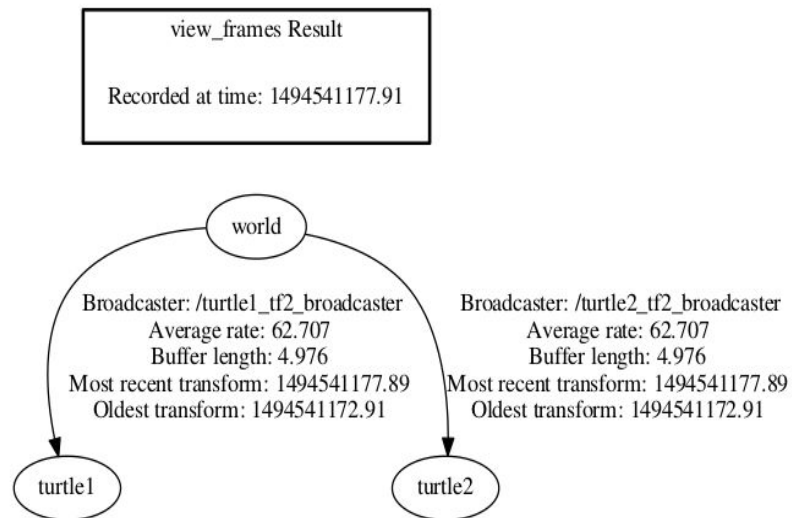 view_frames Result
Recorded at time: 1494541177.91
world
Broadcaster: /turtle1_tf2_broadcaster
Average rate: 62.707
Buffer length: 4.976
Most recent transform: 1494541177.89
Oldest transform: 1494541172.91
Broadcaster: /turtle2_tf2_broadcaster
Average rate: 62.707
Buffer length: 4.976
Most recent transform: 1494541177.89
Oldest transform: 1494541172.91
turtle1
turtle2